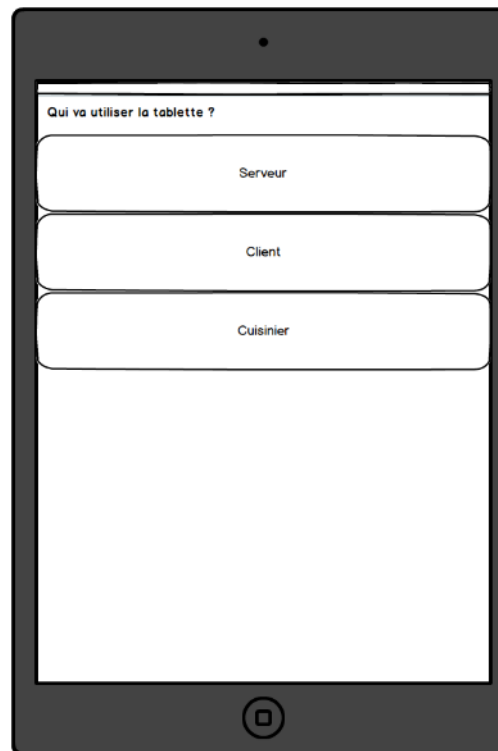 Qui va utiliser la tablette ?
Serveur
Client
Cuisinier